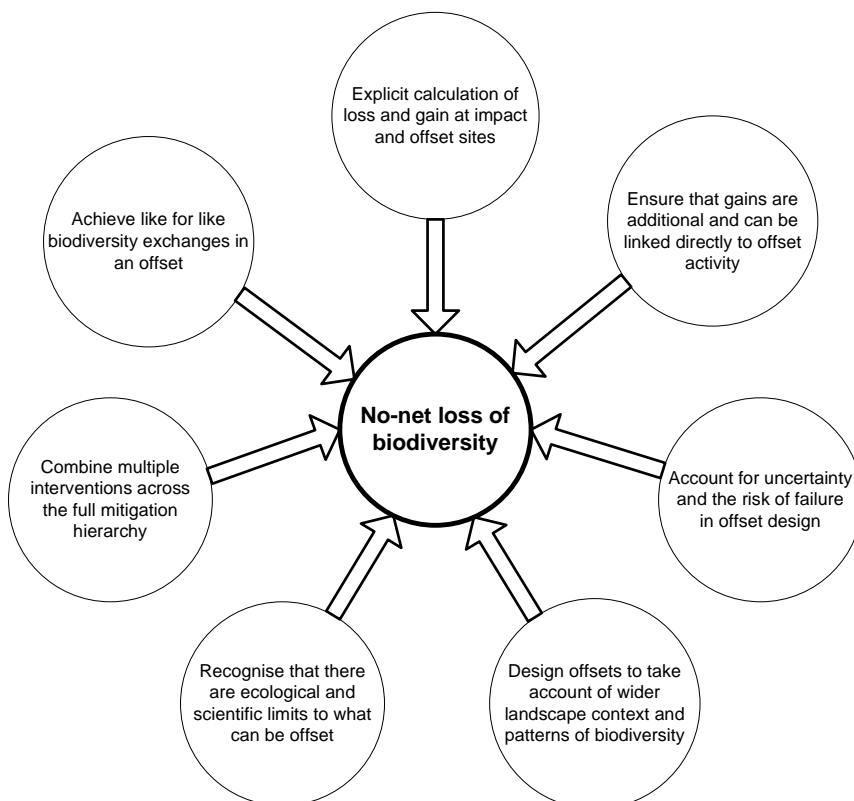 Explicit calculation of
loss and gain at impact
and offset sites
Ensure that gains are
additional and can be
linked directly to offset
activity
Achieve like for like
biodiversity exchanges in
an offset
No-net loss of
biodiversity
Combine multiple
interventions across
the full mitigation
hierarchy
Account for uncertainty
and the risk of failure
in offset design
Recognise that there
are ecological and
scientific limits to what
can be offset
Design offsets to take
account of wider
landscape context and
patterns of biodiversity